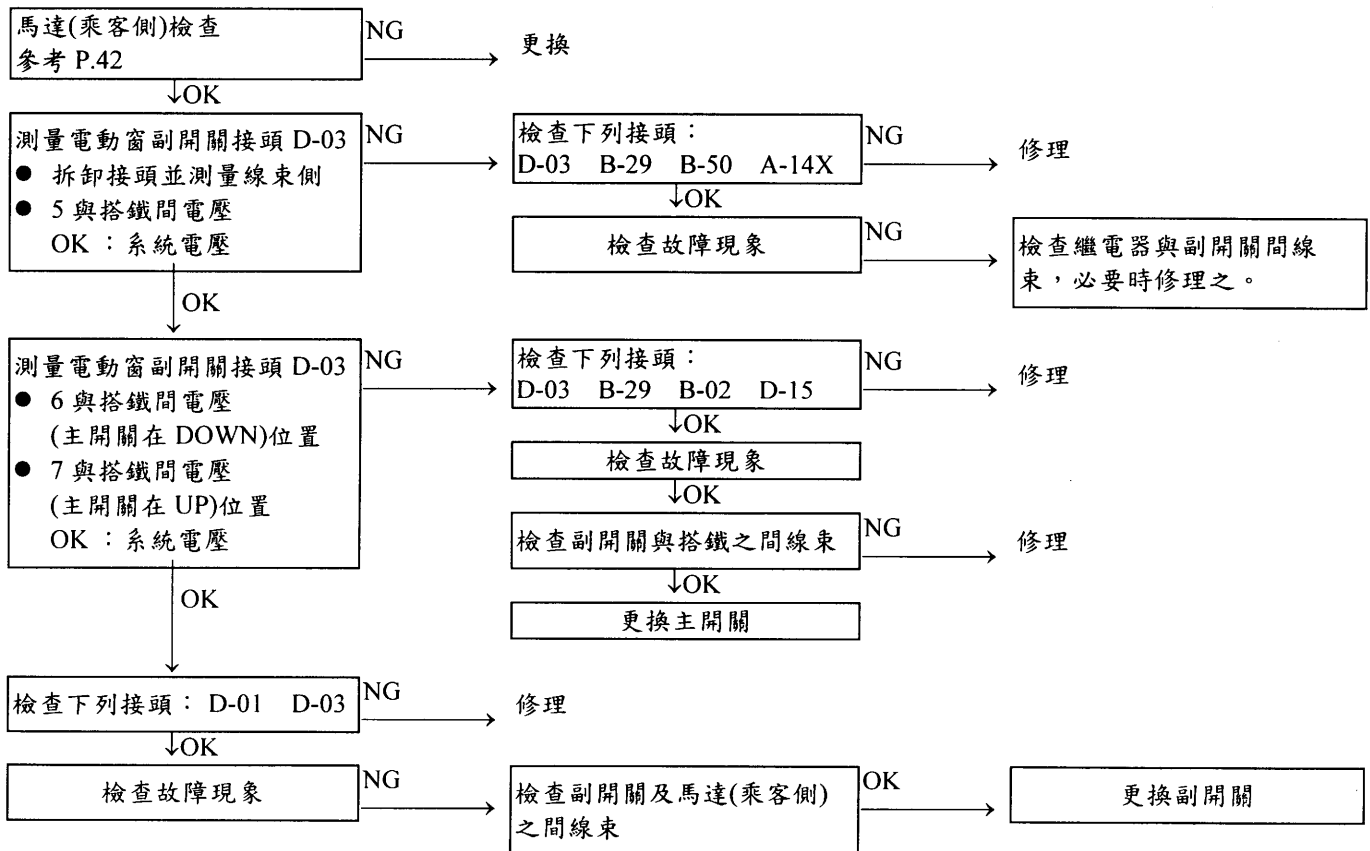 馬達(乘客側)檢查
參考 P.42
NG
更換
OK
測量電動窗副開關接頭 D-03
● 拆卸接頭並測量線束側
● 5 與搭鐵間電壓
OK ：系統電壓
NG
檢查下列接頭：
D-03 B-29 B-50 A-14X
NG
修理
OK
檢查故障現象
NG
檢查繼電器與副開關間線
束，必要時修理之。
OK
測量電動窗副開關接頭 D-03
● 6 與搭鐵間電壓
(主開關在 DOWN)位置
● 7 與搭鐵間電壓
(主開關在 UP)位置
OK ：系統電壓
NG
檢查下列接頭：
D-03 B-29 B-02 D-15
NG
修理
OK
檢查故障現象
OK
檢查副開關與搭鐵之間線束
NG
修理
OK
更換主開關
OK
檢查下列接頭： D-01 D-03
NG
修理
OK
檢查故障現象
NG
檢查副開關及馬達(乘客側)
之間線束
OK
更換副開關